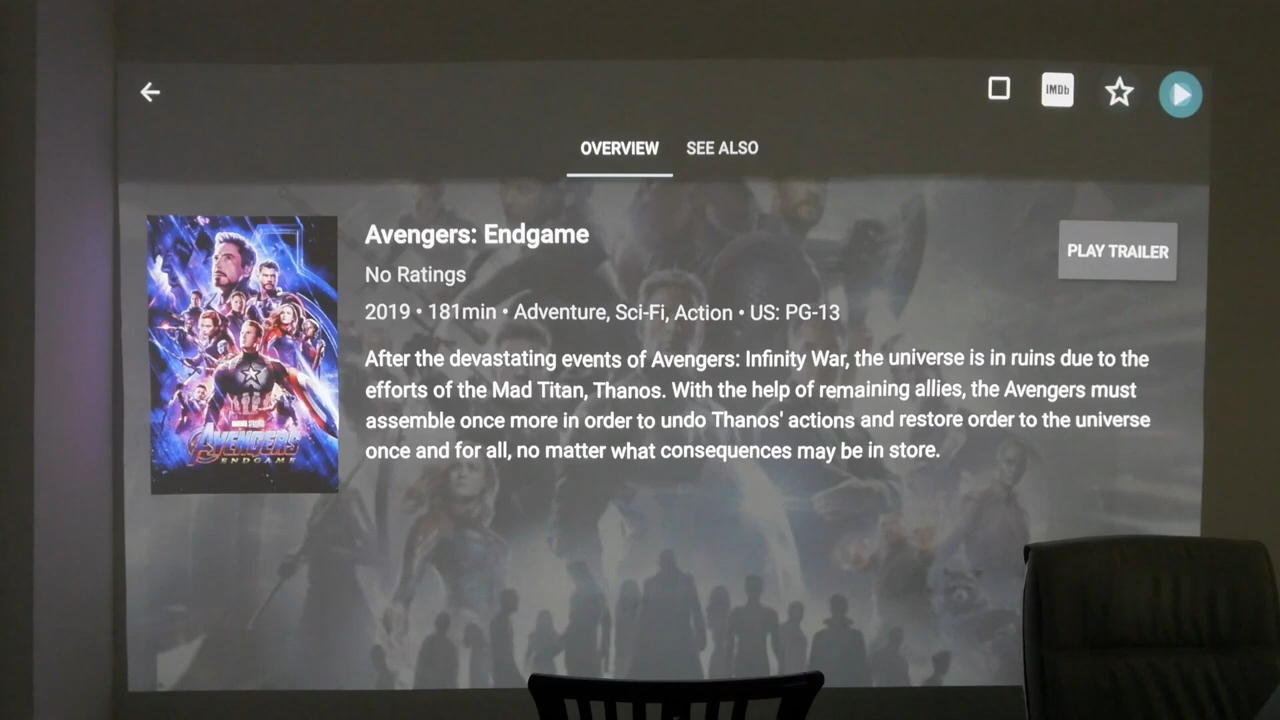 IMDb
OVERVIEW SEE ALSO
Avengers: Endgame
PLAY TRAILER
No Ratings
2019 • 181min • Adventure, Sci-Fi, Action • US: PG-13
After the devastating events of Avengers: Infinity War, the universe is in ruins due to the
efforts of the Mad Titan, Thanos. With the help of remaining allies, the Avengers must
assemble once more in order to undo Thanos' actions and restore order to the universe
once and for all, no matter what consequences may be in store.
MARVEL STUDIOS
AVENGERS
ENDGAME